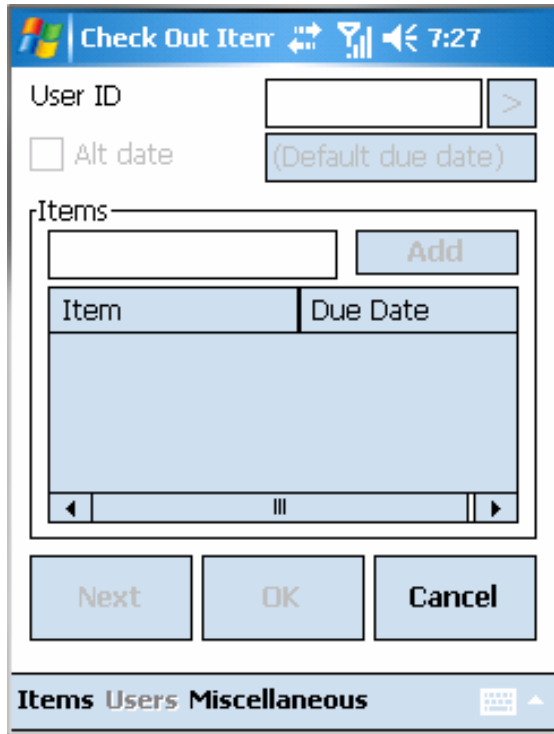 Check Out Iter 7:27
User ID >
Alt date (Default due date)
Items
Add
Item Due Date
Next OK Cancel
Items Users Miscellaneous